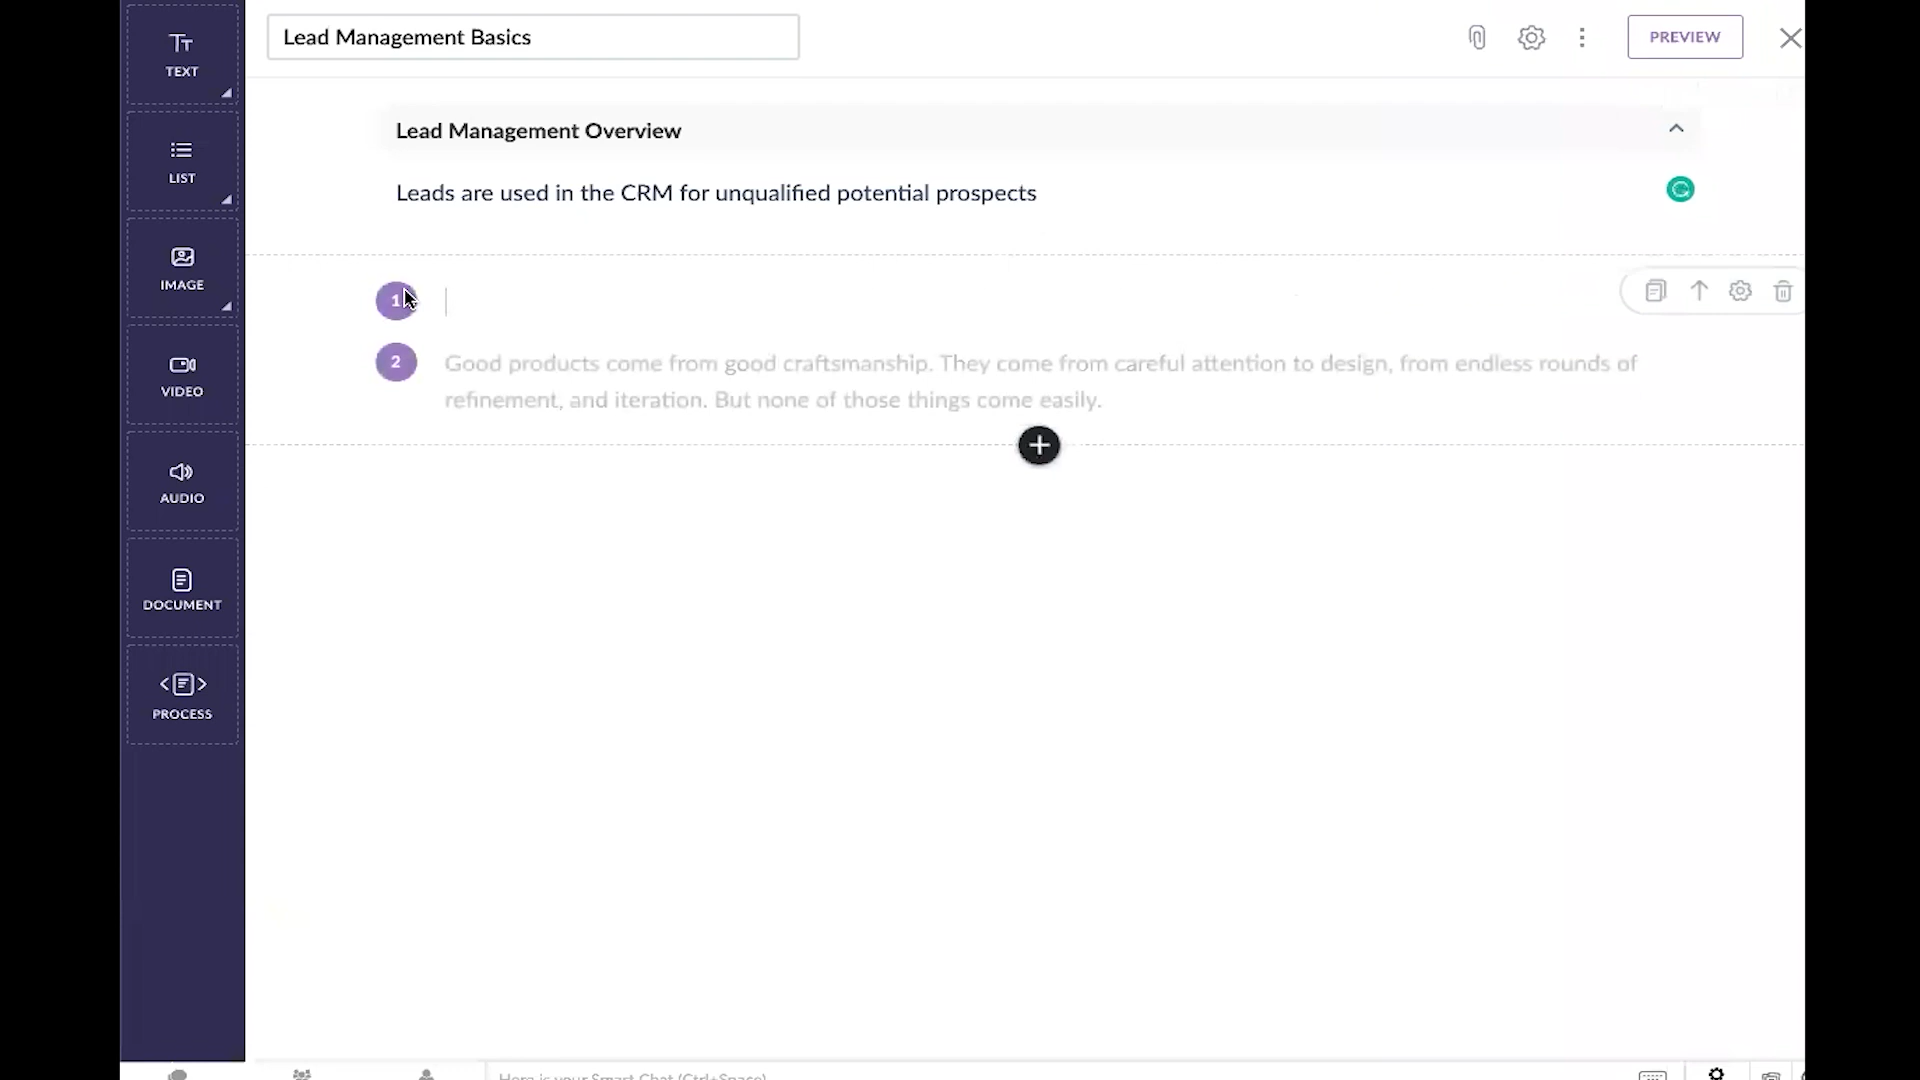 TEXT
Lead Management Basics
PREVIEW
LIST
Lead Management Overview
Leads are used in the CRM for unqualified potential prospects
IMAGE
1
2
Good products come from good craftsmanship. They come from careful attention to design, from endless rounds of
refinement, and iteration. But none of those things come easily.
VIDEO
AUDIO
DOCUMENT
PROCESS
Here is your Smart Chat (Ctrl+Space)